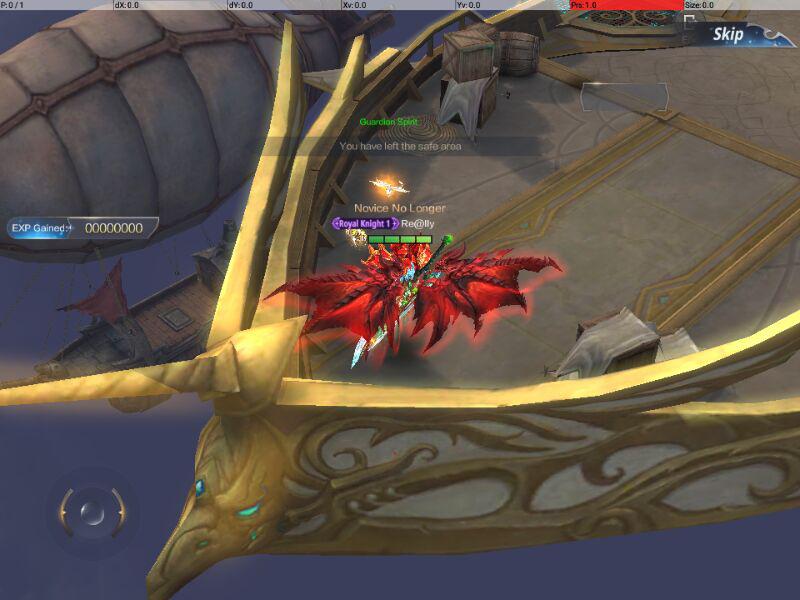 P: 0 / 1 dX: 0.0 dY: 0.0 Xv: 0.0 Yv: 0.0 Prs: 1.0 Size: 0.0
Skip
Guardian Spirit
You have left the safe area
Novice No Longer
EXP Gained: 00000000
Royal Knight 1 Re@lly